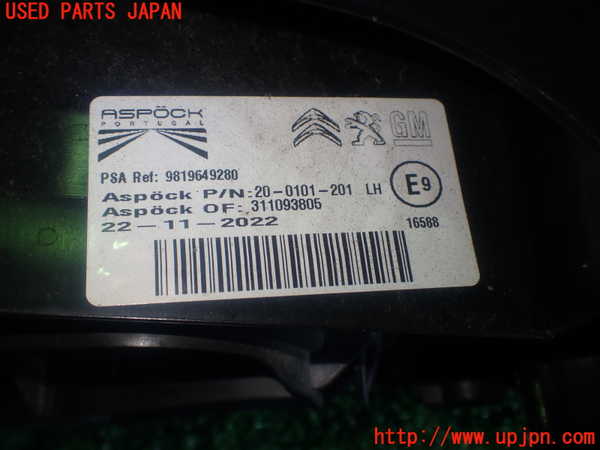 USED PARTS JAPAN
ASPÖCK
PORTUGAL
GM
PSA Ref: 9819649280
Aspöck P/N:20-0101-201 LH
E9
Aspöck OF: 311093805
22-11-2022
16588
http://www.upjpn.com/